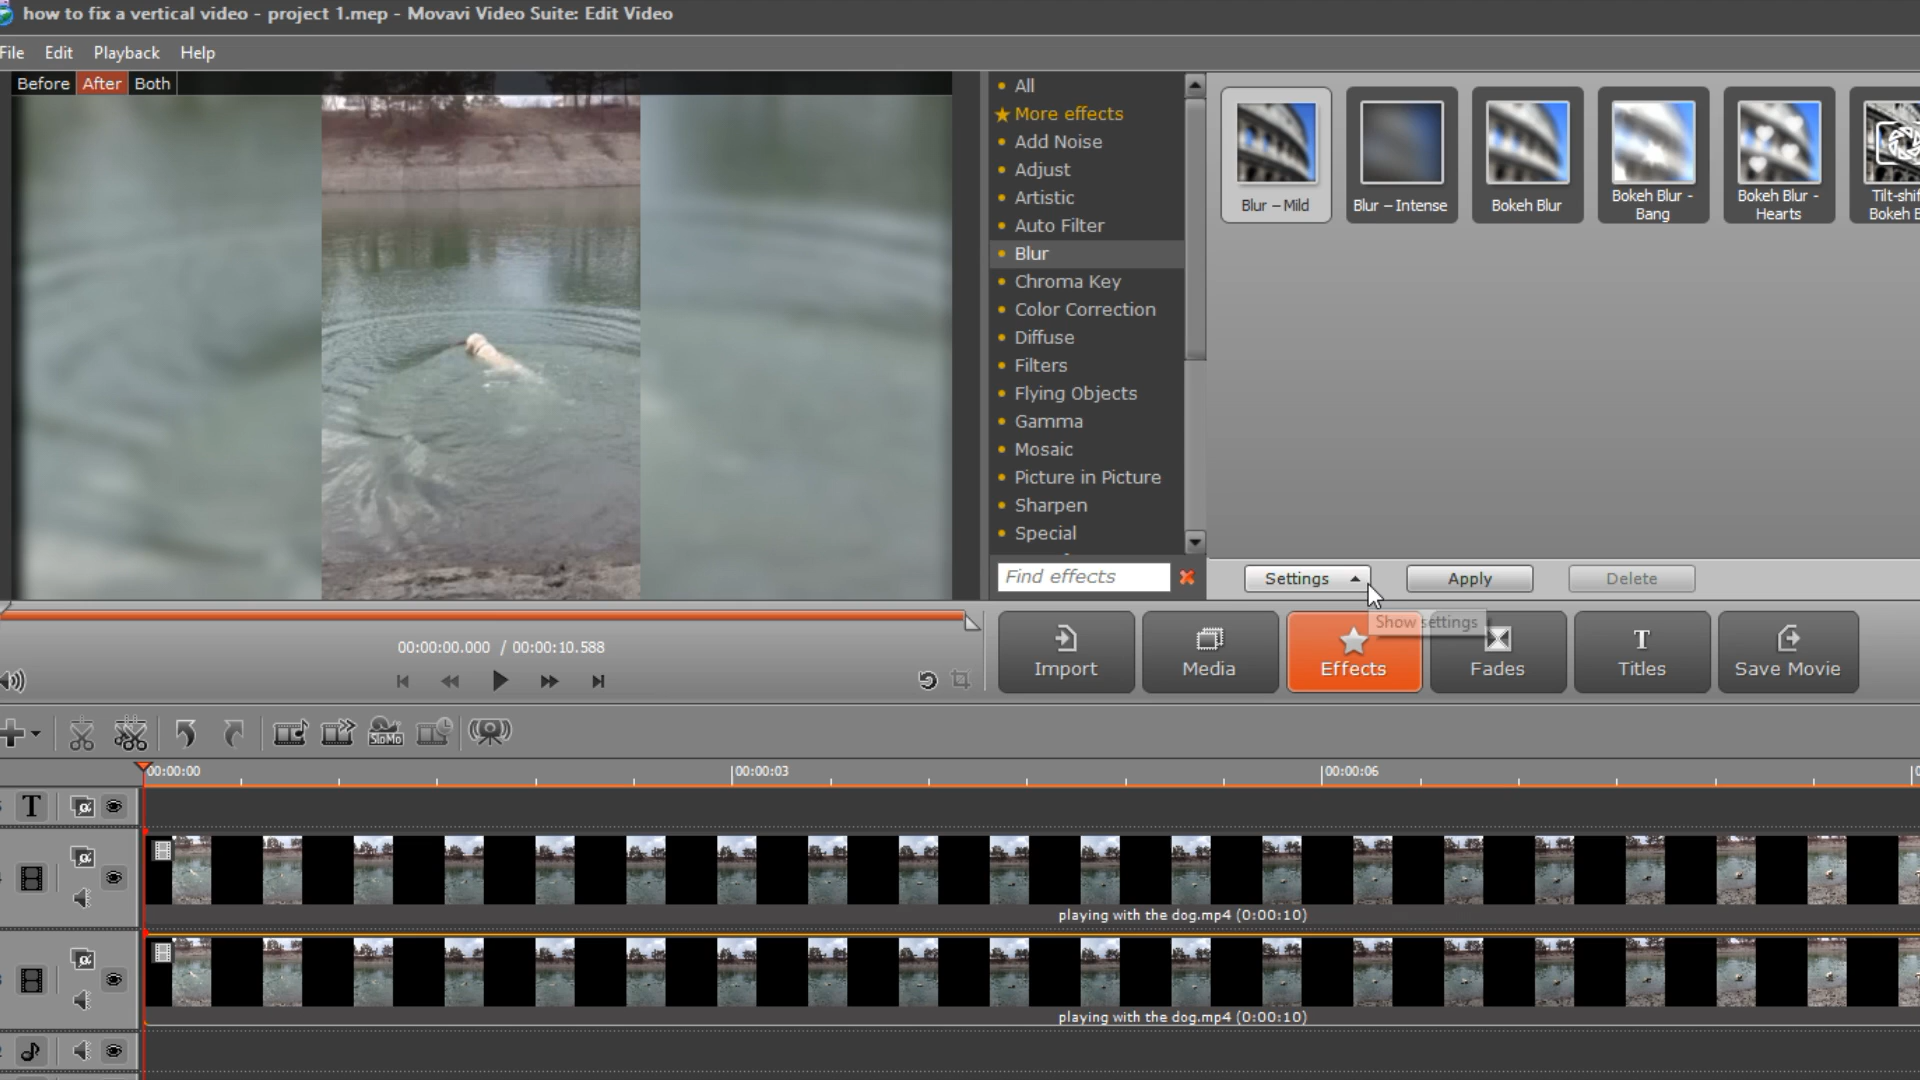 how to fix a vertical video - project 1.mep - Movavi Video Suite: Edit Video
File Edit Playback Help
Before After Both
All
More effects
Add Noise
Adjust
Artistic
Auto Filter
Blur
Chroma Key
Color Correction
Diffuse
Filters
Flying Objects
Gamma
Mosaic
Picture in Picture
Sharpen
Special
Find effects
Blur – Mild
Blur – Intense
Bokeh Blur
Bokeh Blur -
Bang
Bokeh Blur -
Hearts
Bokeh
Settings Apply Delete
Show settings
00:00:00.000 / 00:00:10.588
Import Media Effects Fades Titles Save Movie
SloMo
00:00:00 00:00:03 00:00:06
T
playing with the dog.mp4 (0:00:10)
playing with the dog.mp4 (0:00:10)